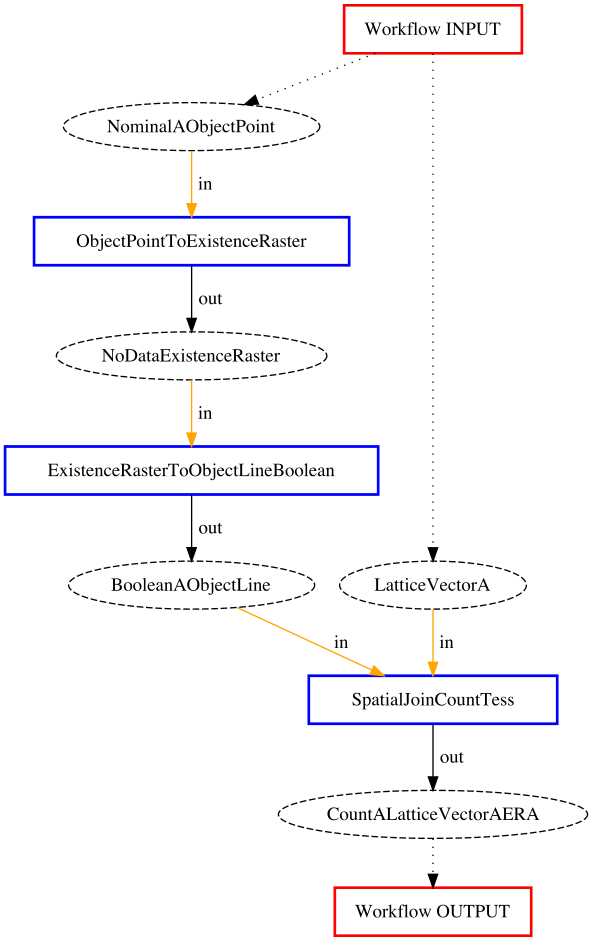 Workflow INPUT
NominalAObjectPoint
in
ObjectPointToExistenceRaster
out
NoDataExistenceRaster
in
ExistenceRasterToObjectLineBoolean
out
BooleanAObjectLine
LatticeVectorA
in
in
SpatialJoinCountTess
out
CountALatticeVectorAERA
Workflow OUTPUT